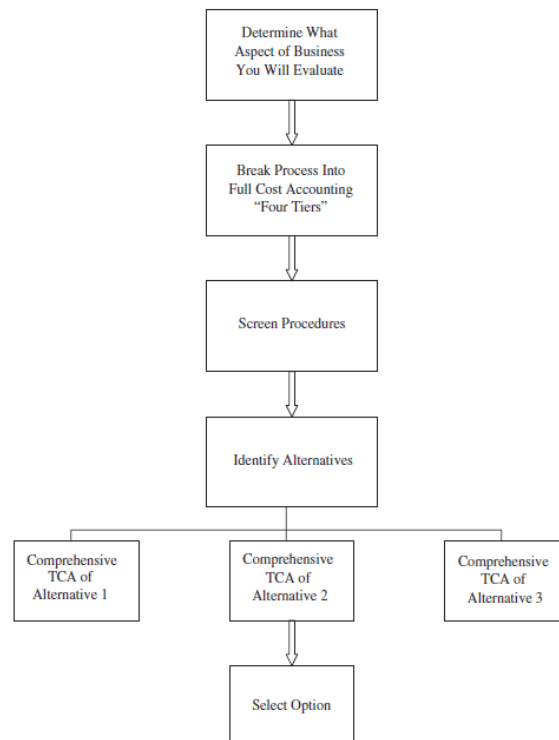 Determine What
Aspect of Business
You Will Evaluate
Break Process Into
Full Cost Accounting
“Four Tiers”
Screen Procedures
Identify Alternatives
Comprehensive
TCA of
Alternative 1
Comprehensive
TCA of
Alternative 2
Comprehensive
TCA of
Alternative 3
Select Option